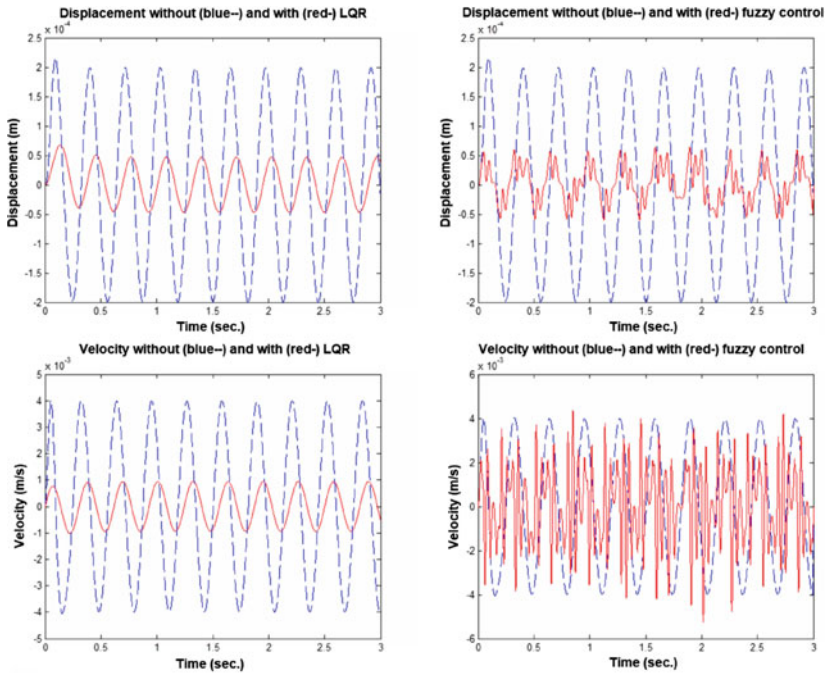 Displacement without (blue--) and with (red-) LQR
x 10-4
2.5
2
1.5
1
0.5
0
-0.5
-1
-1.5
-2
Displacement (m)
0 0.5 1 1.5 2 2.5 3
Time (sec.)
Displacement without (blue--) and with (red-) fuzzy control
x 10-4
2.5
2
1.5
1
0.5
0
-0.5
-1
-1.5
-2
Displacement (m)
0 0.5 1 1.5 2 2.5 3
Time (sec.)
Velocity without (blue--) and with (red-) LQR
x 10-3
5
4
3
2
1
0
-1
-2
-3
-4
-5
Velocity (m/s)
0 0.5 1 1.5 2 2.5 3
Time (sec.)
Velocity without (blue--) and with (red-) fuzzy control
x 10-3
6
4
2
0
-2
-4
-6
Velocity (m/s)
0 0.5 1 1.5 2 2.5 3
Time (sec.)